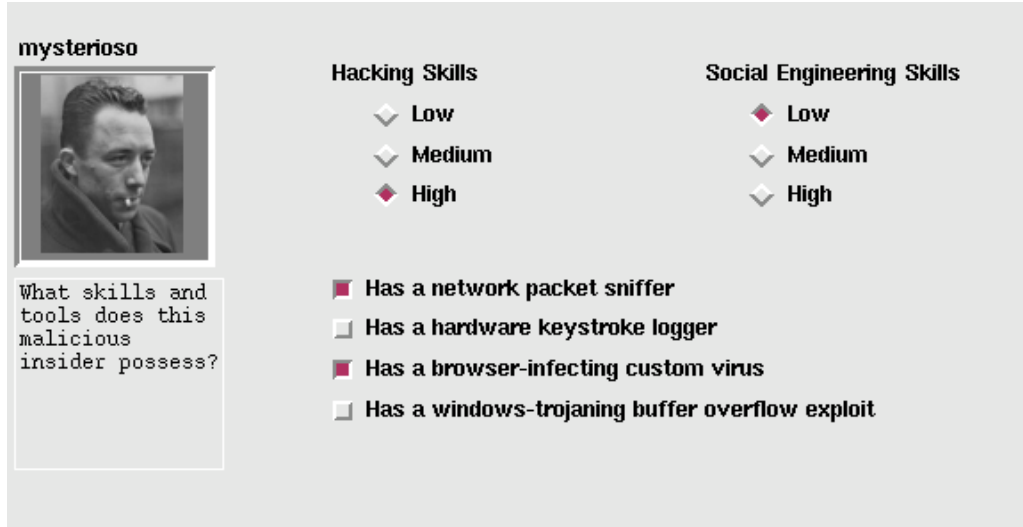 mysterioso
Hacking Skills
Low
Medium
High
Social Engineering Skills
Low
Medium
High
What skills and
tools does this
malicious
insider possess?
Has a network packet sniffer
Has a hardware keystroke logger
Has a browser-infecting custom virus
Has a windows-trojaning buffer overflow exploit